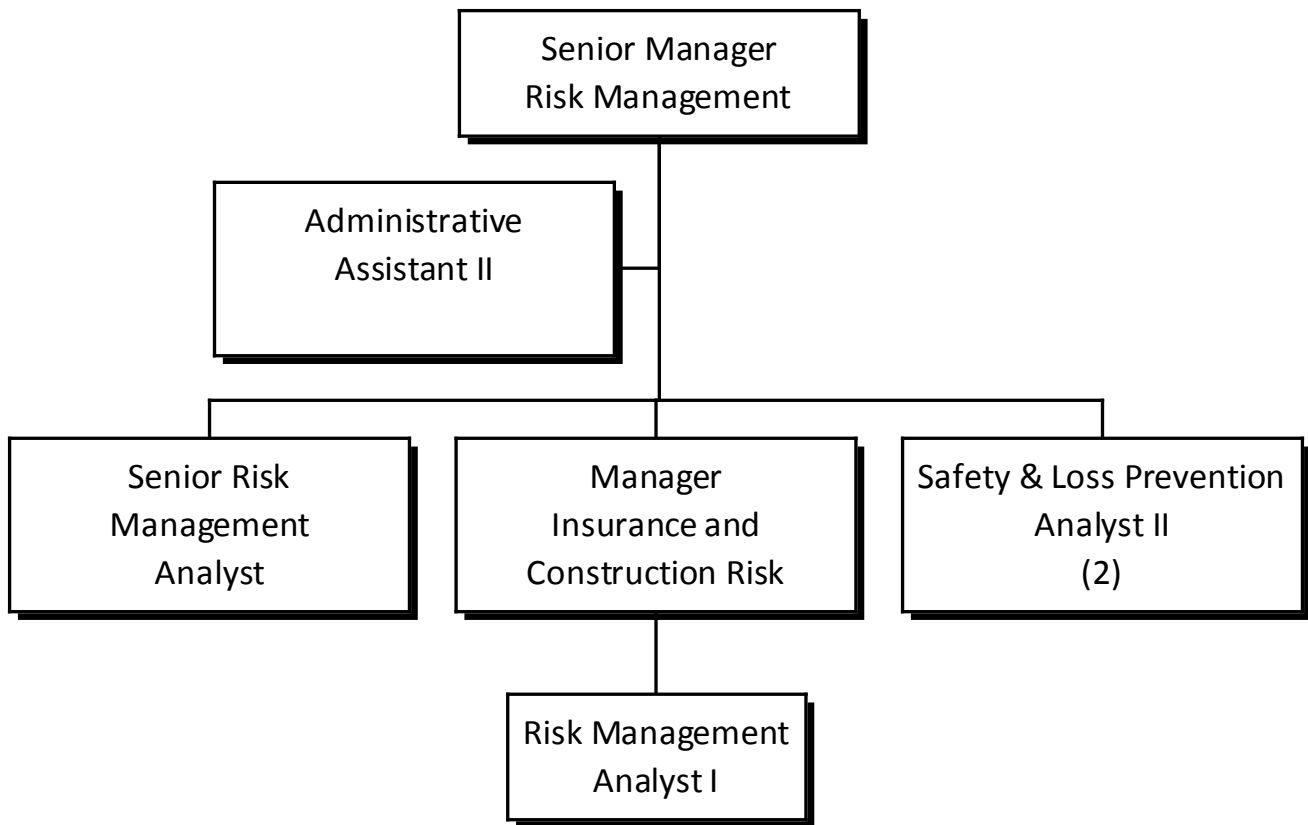 Senior Manager
Risk Management
Administrative
Assistant II
Senior Risk
Management
Analyst
Manager
Insurance and
Construction Risk
Safety & Loss Prevention
Analyst II
(2)
Risk Management
Analyst I